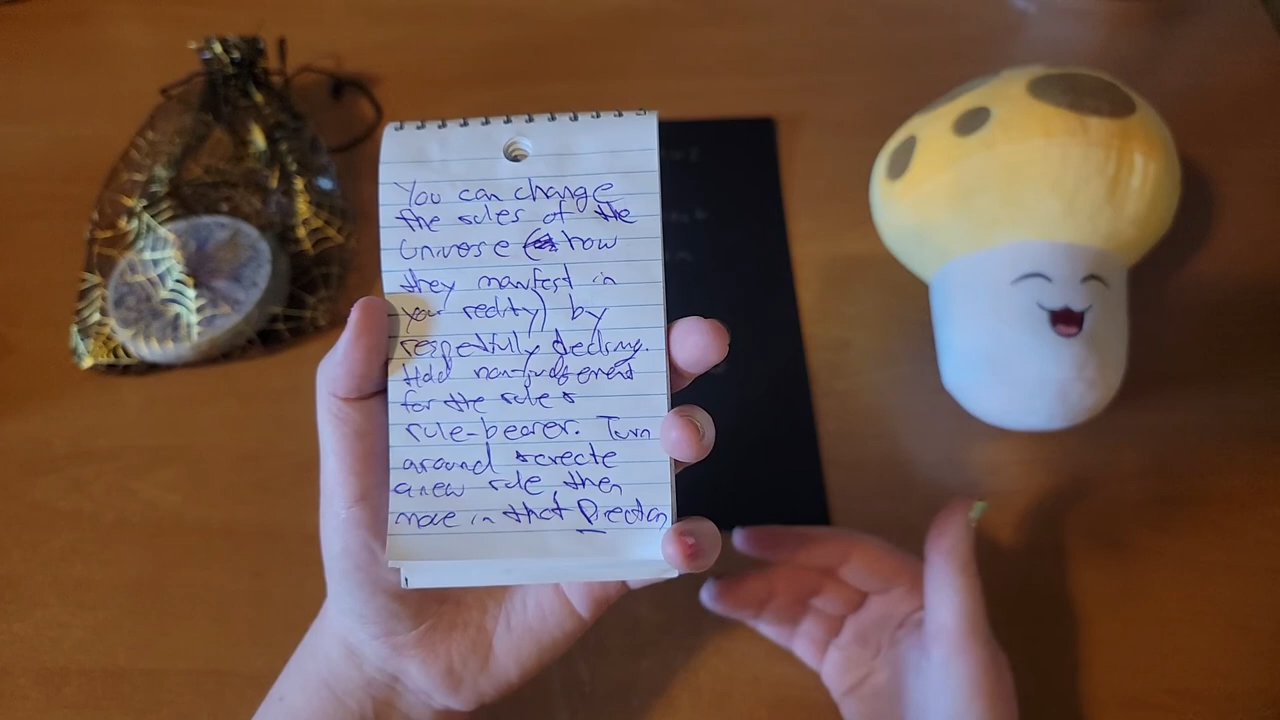 You can change
the rules of the
Universe (how
they manifest in
your reality) by
respectfully declining.
Hold non-judgement
for the rule &
rule-bearer. Turn
around & create
a new rule, then
move in that Direction